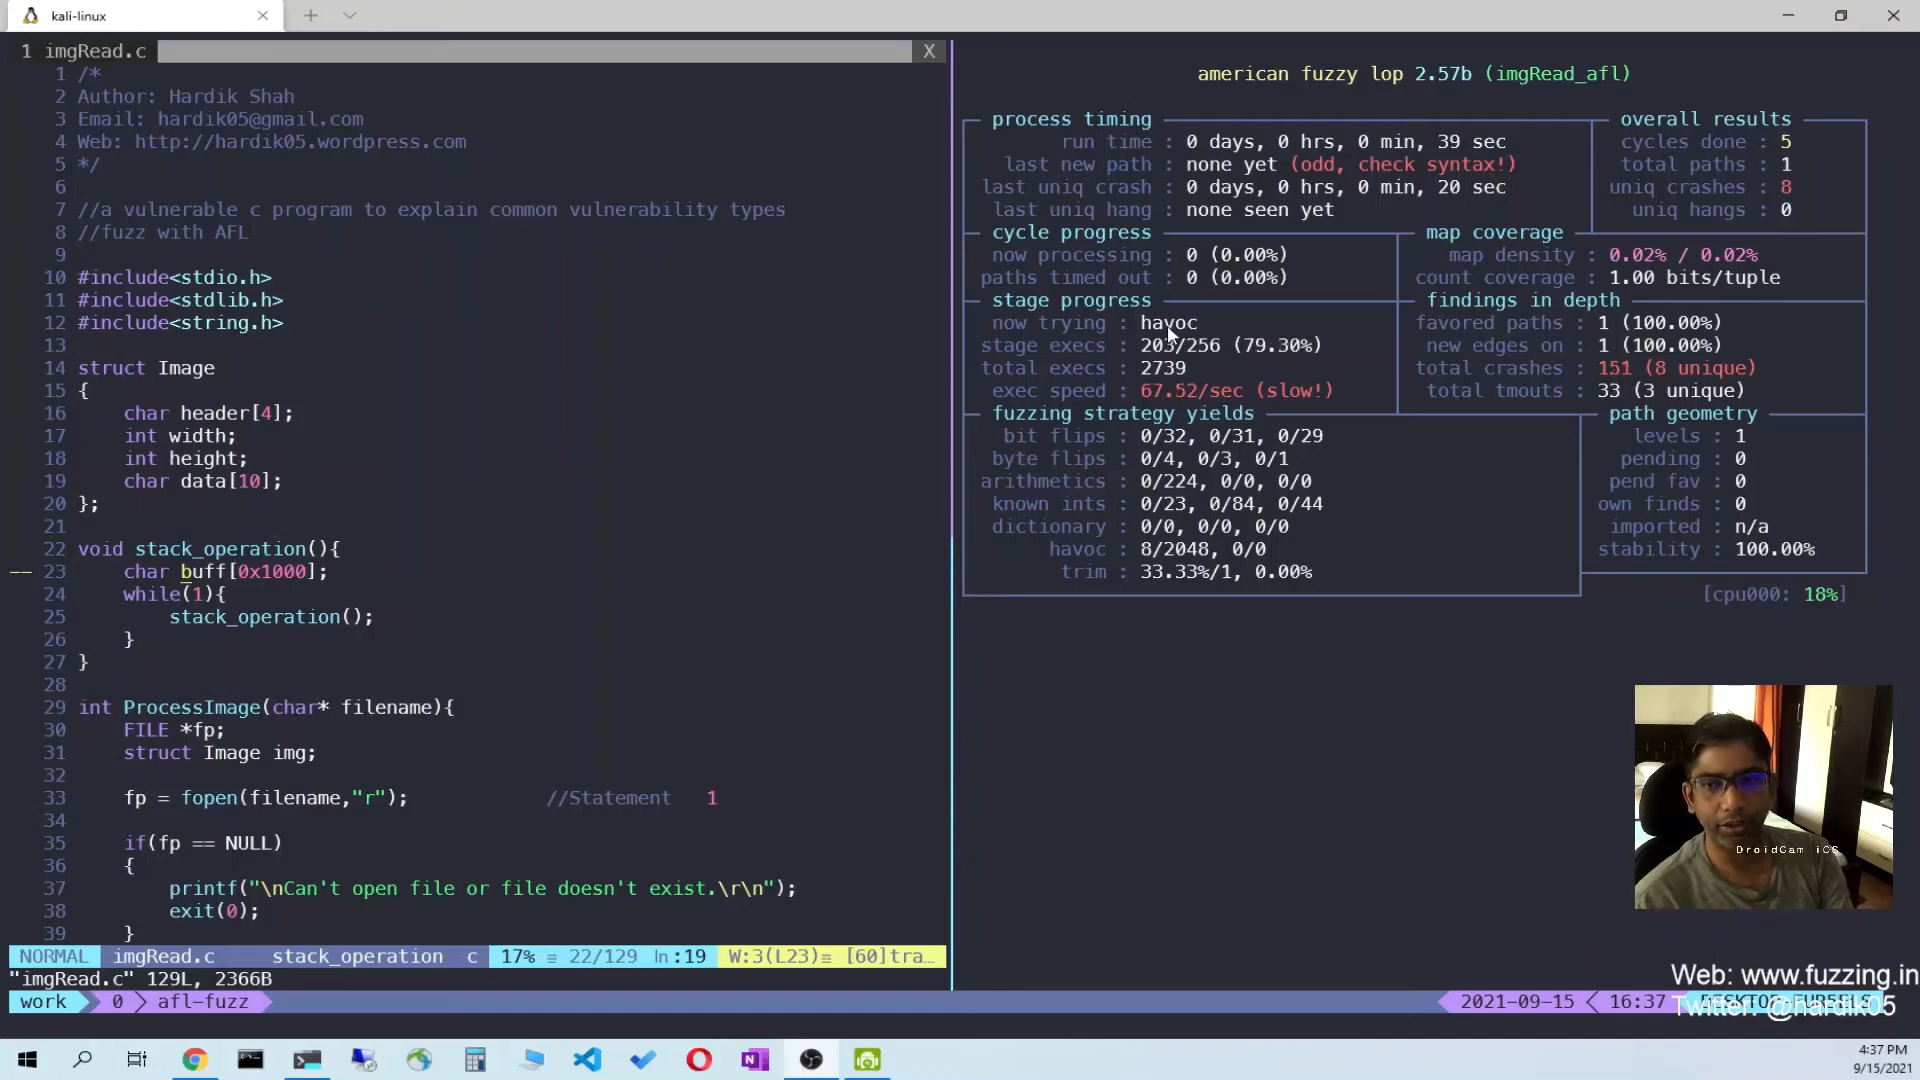 kali-linux
1 imgRead.c X
1 /*
2 Author: Hardik Shah
3 Email: hardik05@gmail.com
4 Web: http://hardik05.wordpress.com
5 */
6
7 //a vulnerable c program to explain common vulnerability types
8 //fuzz with AFL
9
10 #include<stdio.h>
11 #include<stdlib.h>
12 #include<string.h>
13
14 struct Image
15 {
16 char header[4];
17 int width;
18 int height;
19 char data[10];
20 };
21
22 void stack_operation(){
-- 23 char buff[0x1000];
24 while(1){
25 stack_operation();
26 }
27 }
28
29 int ProcessImage(char* filename){
30 FILE *fp;
31 struct Image img;
32
33 fp = fopen(filename,"r"); //Statement 1
34
35 if(fp == NULL)
36 {
37 printf("\nCan't open file or file doesn't exist.\r\n");
38 exit(0);
39 }
NORMAL imgRead.c stack_operation c 17% ≡ 22/129 ln:19 W:3(L23)≡ [60]tra…
"imgRead.c" 129L, 2366B
work 0 afl-fuzz
american fuzzy lop 2.57b (imgRead_afl)
process timing
run time : 0 days, 0 hrs, 0 min, 39 sec
last new path : none yet (odd, check syntax!)
last uniq crash : 0 days, 0 hrs, 0 min, 20 sec
last uniq hang : none seen yet
overall results
cycles done : 5
total paths : 1
uniq crashes : 8
uniq hangs : 0
cycle progress
now processing : 0 (0.00%)
paths timed out : 0 (0.00%)
map coverage
map density : 0.02% / 0.02%
count coverage : 1.00 bits/tuple
stage progress
now trying : havoc
stage execs : 203/256 (79.30%)
total execs : 2739
exec speed : 67.52/sec (slow!)
findings in depth
favored paths : 1 (100.00%)
new edges on : 1 (100.00%)
total crashes : 151 (8 unique)
total tmouts : 33 (3 unique)
fuzzing strategy yields
bit flips : 0/32, 0/31, 0/29
byte flips : 0/4, 0/3, 0/1
arithmetics : 0/224, 0/0, 0/0
known ints : 0/23, 0/84, 0/44
dictionary : 0/0, 0/0, 0/0
havoc : 8/2048, 0/0
trim : 33.33%/1, 0.00%
path geometry
levels : 1
pending : 0
pend fav : 0
own finds : 0
imported : n/a
stability : 100.00%
[cpu000: 18%]
DroidCam iOS
Web: www.fuzzing.in
2021-09-15 16:37
Twitter: @hardik05
4:37 PM
9/15/2021